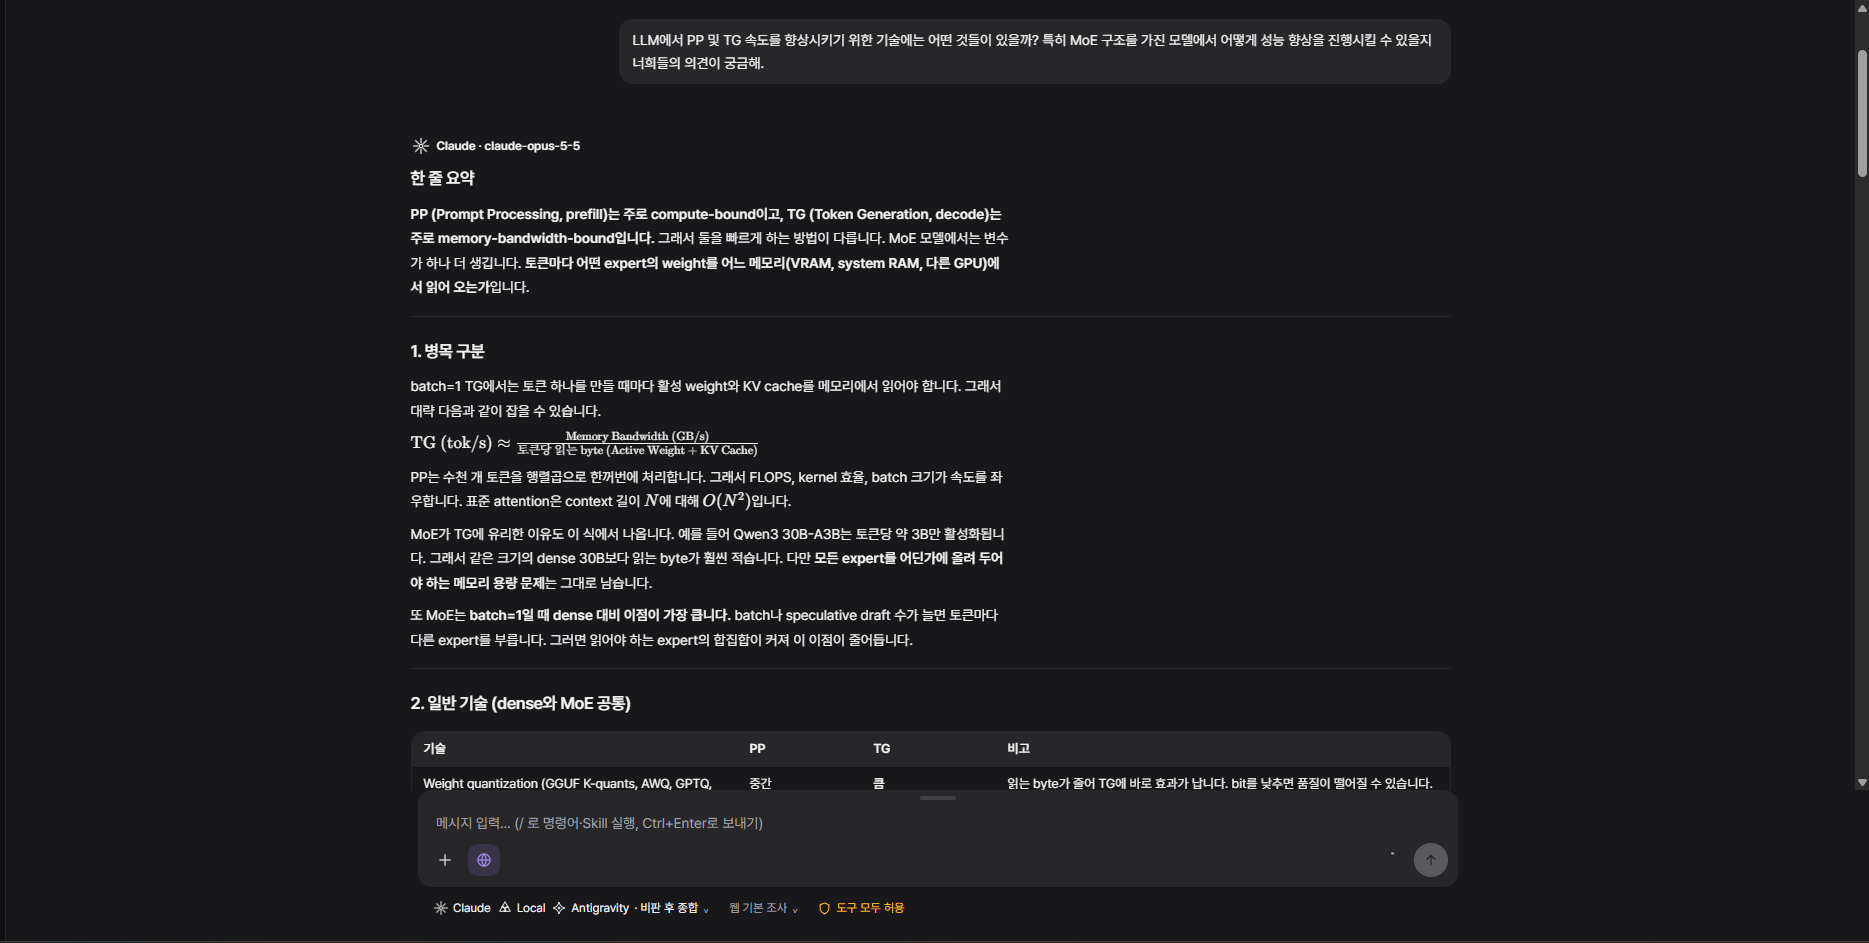 LLM에서 PP 및 TG 속도를 향상시키기 위한 기술에는 어떤 것들이 있을까? 특히 MoE 구조를 가진 모델에서 어떻게 성능 향상을 진행시킬 수 있을지
너희들의 의견이 궁금해.
Claude · claude-opus-5-5
한 줄 요약
PP (Prompt Processing, prefill)는 주로 compute-bound이고, TG (Token Generation, decode)는
주로 memory-bandwidth-bound입니다. 그래서 둘을 빠르게 하는 방법이 다릅니다. MoE 모델에서는 변수
가 하나 더 생깁니다. 토큰마다 어떤 expert의 weight를 어느 메모리(VRAM, system RAM, 다른 GPU)에
서 읽어 오는가입니다.
1. 병목 구분
batch=1 TG에서는 토큰 하나를 만들 때마다 활성 weight와 KV cache를 메모리에서 읽어야 합니다. 그래서
대략 다음과 같이 잡을 수 있습니다.
TG (tok/s) ≈ Memory Bandwidth (GB/s)
토큰당 읽는 byte (Active Weight + KV Cache)
PP는 수천 개 토큰을 행렬곱으로 한꺼번에 처리합니다. 그래서 FLOPS, kernel 효율, batch 크기가 속도를 좌
우합니다. 표준 attention은 context 길이 N에 대해 O(N²)입니다.
MoE가 TG에 유리한 이유도 이 식에서 나옵니다. 예를 들어 Qwen3 30B-A3B는 토큰당 약 3B만 활성화됩니
다. 그래서 같은 크기의 dense 30B보다 읽는 byte가 훨씬 적습니다. 다만 모든 expert를 어딘가에 올려 두어
야 하는 메모리 용량 문제는 그대로 남습니다.
또 MoE는 batch=1일 때 dense 대비 이점이 가장 큽니다. batch나 speculative draft 수가 늘면 토큰마다
다른 expert를 부릅니다. 그러면 읽어야 하는 expert의 합집합이 커져 이 이점이 줄어듭니다.
2. 일반 기술 (dense와 MoE 공통)
기술 PP TG 비고
Weight quantization (GGUF K-quants, AWQ, GPTQ, 중간 큼 읽는 byte가 줄어 TG에 바로 효과가 납니다. bit를 낮추면 품질이 떨어질 수 있습니다.
메시지 입력... (/ 로 명령어·Skill 실행, Ctrl+Enter로 보내기)
Claude Local Antigravity · 비판 후 종합 웹 기본 조사 도구 모두 허용